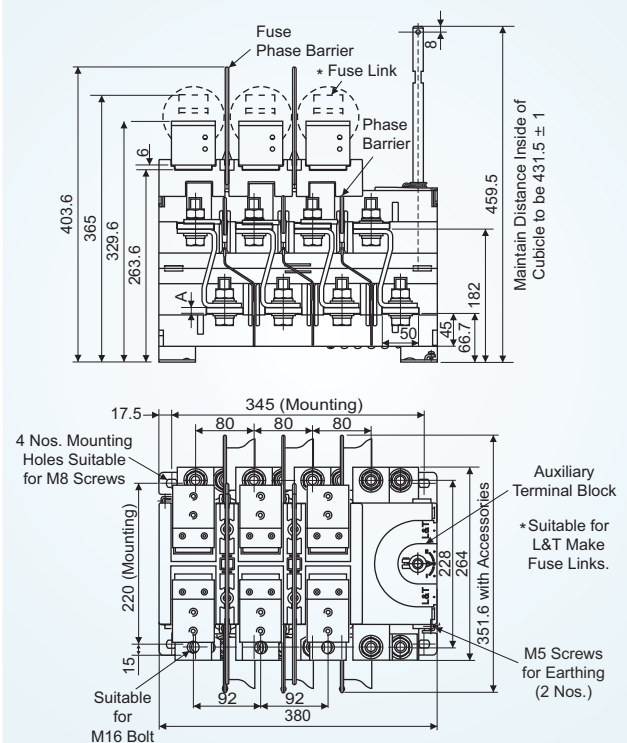 Fuse
Phase Barrier
* Fuse Link
Phase
Barrier
8
6
403.6
365
329.6
263.6
A
50
45
66.7
182
459.5
Maintain Distance Inside of
Cubicle to be 431.5 ± 1
345 (Mounting)
17.5
80
80
80
4 Nos. Mounting
Holes Suitable
for M8 Screws
220 (Mounting)
15
Suitable
for
M16 Bolt
92
92
380
L&T
L&T
228
264
351.6 with Accessories
Auxiliary
Terminal Block
*Suitable for
L&T Make
Fuse Links.
M5 Screws
for Earthing
(2 Nos.)